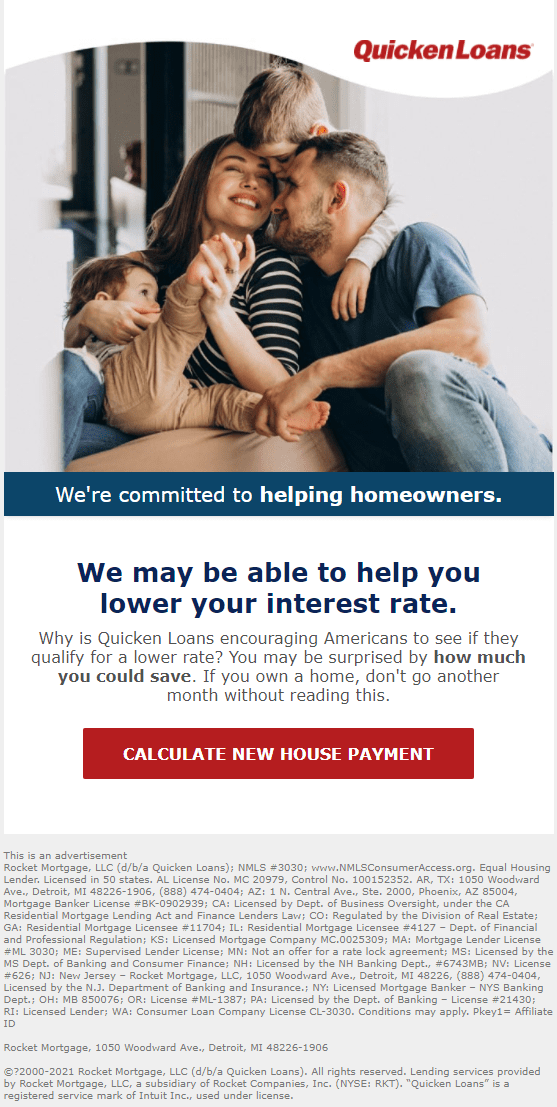 Quicken Loans
We're committed to helping homeowners.
We may be able to help you
lower your interest rate.
Why is Quicken Loans encouraging Americans to see if they
qualify for a lower rate? You may be surprised by how much
you could save. If you own a home, don't go another
month without reading this.
CALCULATE NEW HOUSE PAYMENT
This is an advertisement
Rocket Mortgage, LLC (d/b/a Quicken Loans); NMLS #3030; www.NMLSConsumerAccess.org. Equal Housing
Lender. Licensed in 50 states. AL License No. MC 20979, Control No. 100152352. AR, TX: 1050 Woodward
Ave., Detroit, MI 48226-1906, (888) 474-0404; AZ: 1 N. Central Ave., Ste. 2000, Phoenix, AZ 85004,
Mortgage Banker License #BK-0902939; CA: Licensed by Dept. of Business Oversight, under the CA
Residential Mortgage Lending Act and Finance Lenders Law; CO: Regulated by the Division of Real Estate;
GA: Residential Mortgage Licensee #11704; IL: Residential Mortgage Licensee #4127 – Dept. of Financial
and Professional Regulation; KS: Licensed Mortgage Company MC.0025309; MA: Mortgage Lender License
#ML 3030; ME: Supervised Lender License; MN: Not an offer for a rate lock agreement; MS: Licensed by the
MS Dept. of Banking and Consumer Finance; NH: Licensed by the NH Banking Dept., #6743MB; NV: License
#626; NJ: New Jersey – Rocket Mortgage, LLC, 1050 Woodward Ave., Detroit, MI 48226, (888) 474-0404,
Licensed by the N.J. Department of Banking and Insurance.; NY: Licensed Mortgage Banker – NYS Banking
Dept.; OH: MB 850076; OR: License #ML-1387; PA: Licensed by the Dept. of Banking – License #21430;
RI: Licensed Lender; WA: Consumer Loan Company License CL-3030. Conditions may apply. Pkey1= Affiliate
ID
Rocket Mortgage, 1050 Woodward Ave., Detroit, MI 48226-1906
©?2000-2021 Rocket Mortgage, LLC (d/b/a Quicken Loans). All rights reserved. Lending services provided
by Rocket Mortgage, LLC, a subsidiary of Rocket Companies, Inc. (NYSE: RKT). “Quicken Loans” is a
registered service mark of Intuit Inc., used under license.